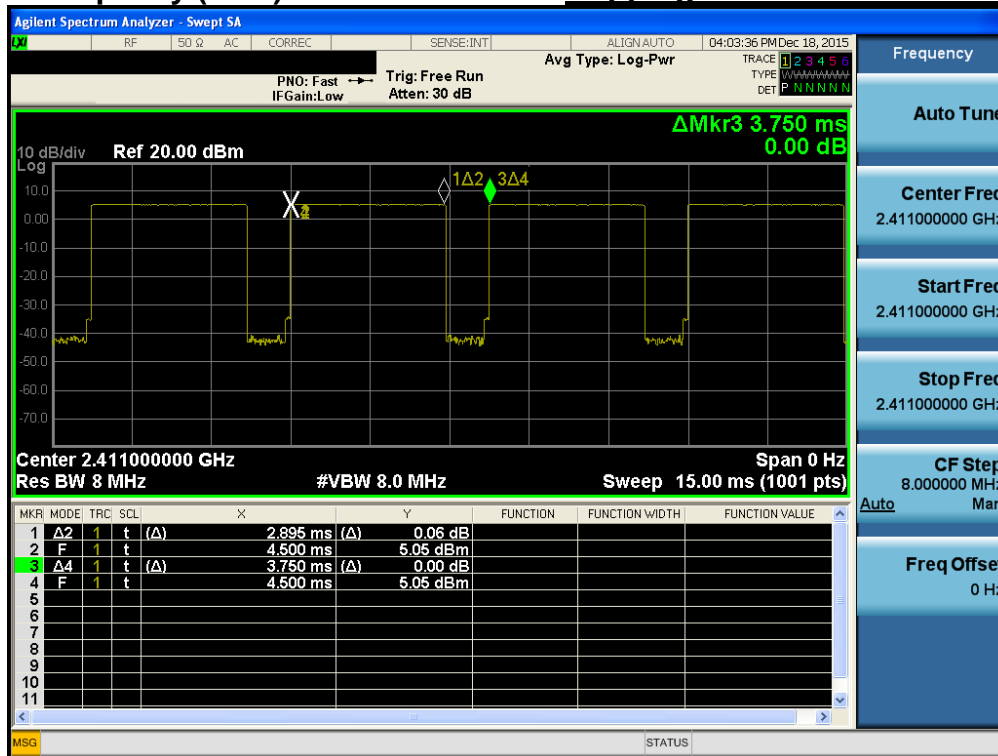 Agilent Spectrum Analyzer - Swept SA
LXI RF 50 Ω AC CORREC SENSE:INT ALIGN AUTO 04:03:36 PM Dec 18, 2015
Avg Type: Log-Pwr TRACE 1 2 3 4 5 6
TYPE
PNO: Fast Trig: Free Run
IFGain:Low Atten: 30 dB DET P N N N N N
Frequency
Auto Tune
ΔMkr3 3.750 ms
0.00 dB
10 dB/div Ref 20.00 dBm
Log
1Δ2 3Δ4
10.0
0.00
-10.0
-20.0
-30.0
-40.0
-50.0
-60.0
-70.0
Center Freq
2.411000000 GHz
Start Freq
2.411000000 GHz
Stop Freq
2.411000000 GHz
Center 2.411000000 GHz Span 0 Hz
Res BW 8 MHz #VBW 8.0 MHz Sweep 15.00 ms (1001 pts)
CF Step
8.000000 MHz
Auto Man
Freq Offset
0 Hz
MKR MODE TRC SCL X Y FUNCTION FUNCTION WIDTH FUNCTION VALUE
1 Δ2 1 t (Δ) 2.895 ms (Δ) 0.06 dB
2 F 1 t 4.500 ms 5.05 dBm
3 Δ4 1 t (Δ) 3.750 ms (Δ) 0.00 dB
4 F 1 t 4.500 ms 5.05 dBm
5
6
7
8
9
10
11
MSG STATUS